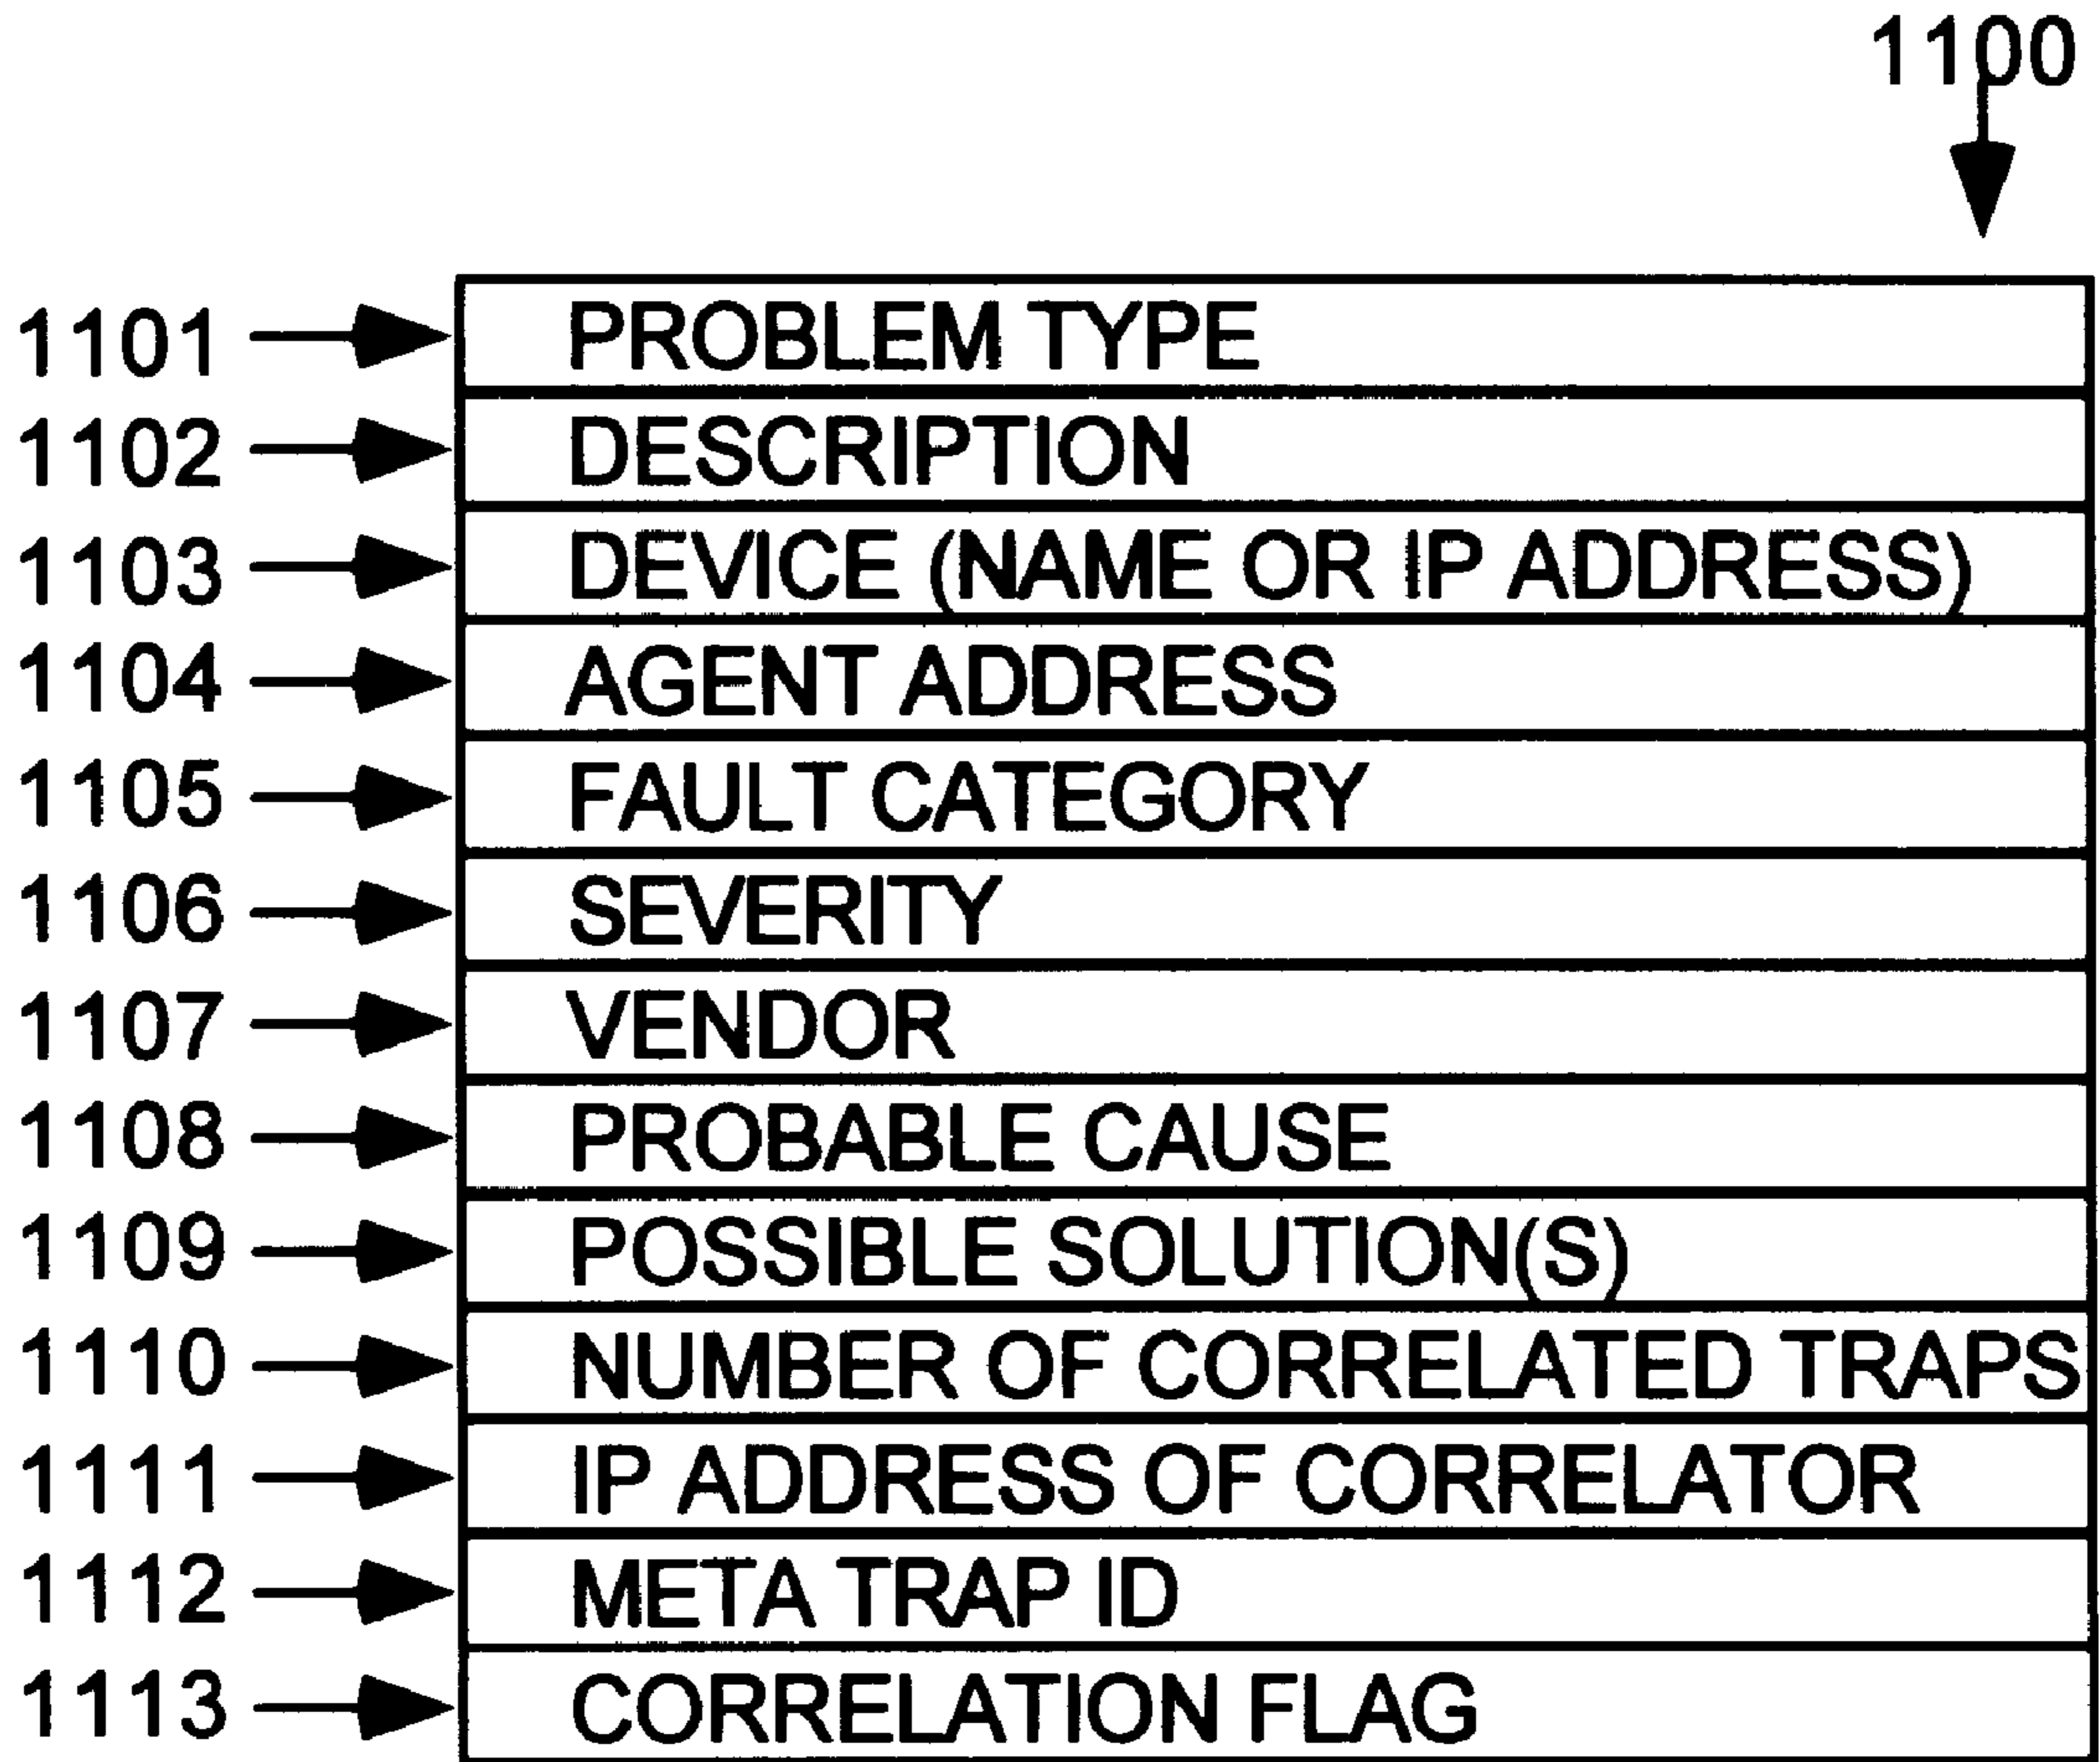 1100
1101 PROBLEM TYPE
1102 DESCRIPTION
1103 DEVICE (NAME OR IP ADDRESS)
1104 AGENT ADDRESS
1105 FAULT CATEGORY
1106 SEVERITY
1107 VENDOR
1108 PROBABLE CAUSE
1109 POSSIBLE SOLUTION(S)
1110 NUMBER OF CORRELATED TRAPS
1111 IP ADDRESS OF CORRELATOR
1112 META TRAP ID
1113 CORRELATION FLAG